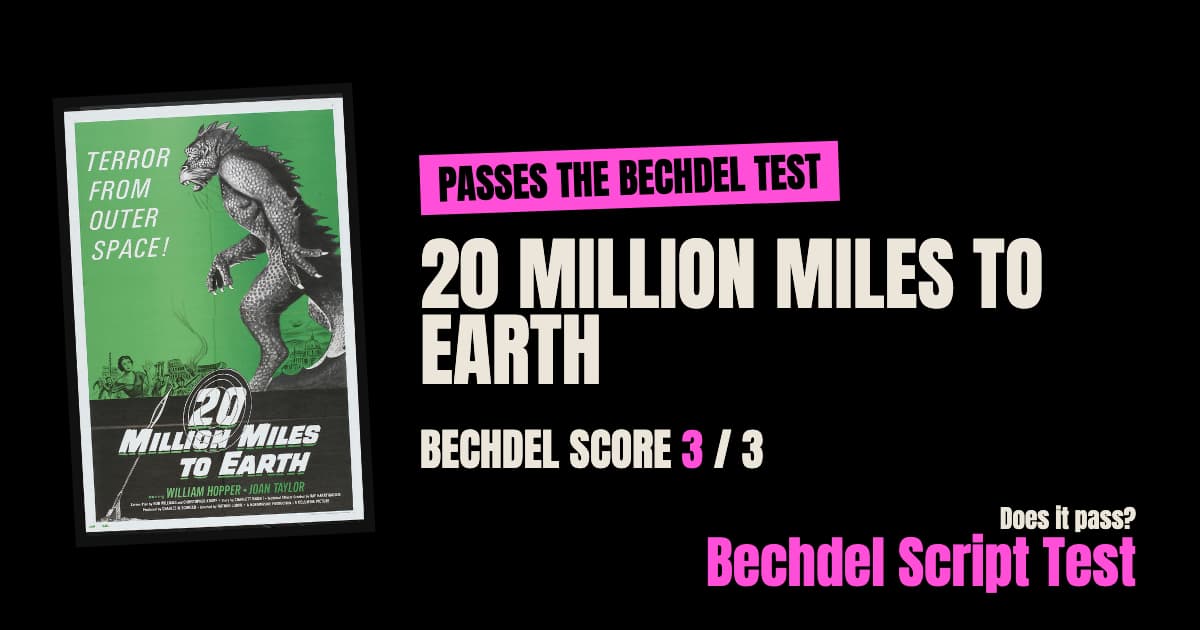 TERROR
FROM
OUTER
SPACE!
20
MILLION MILES
TO EARTH
WILLIAM HOPPER • JOAN TAYLOR
PASSES THE BECHDEL TEST
20 MILLION MILES TO
EARTH
BECHDEL SCORE 3 / 3
Does it pass?
Bechdel Script Test